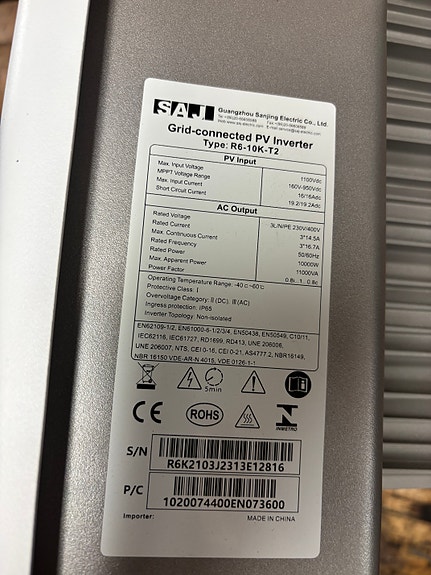 SAJ
Guangzhou Sanjing Electric Co., Ltd.
Grid-connected PV Inverter
Type: R6-10K-T2
PV Input
Max. Input Voltage 1100Vdc
MPPT Voltage Range 160V-950Vdc
Max. Input Current 16/16Adc
Short Circuit Current 19.2/19.2Adc
AC Output
Rated Voltage 3L/N/PE 230V/400V
Rated Current 3*14.5A
Max. Continuous Current 3*16.7A
Rated Frequency 50/60Hz
Rated Power 10000W
Max. Apparent Power 11000VA
Power Factor 0.8i...1...0.8c
Operating Temperature Range: -40℃~60℃
Protective Class: I
Overvoltage Category: II (DC), III (AC)
Ingress protection: IP65
Inverter Topology: Non-isolated
EN62109-1/2, EN61000-6-1/2/3/4, EN50438, EN50549, C10/11,
IEC62116, IEC61727, RD1699, RD413, UNE 206006,
UNE 206007, NTS, CEI 0-16, CEI 0-21, AS4777.2, NBR16149,
NBR 16150 VDE-AR-N 4015, VDE 0126-1-1
5min
CE
ROHS
INMETRO
S/N
R6K2103J2313E12816
P/C
1020074400EN073600
Importer:
MADE IN CHINA